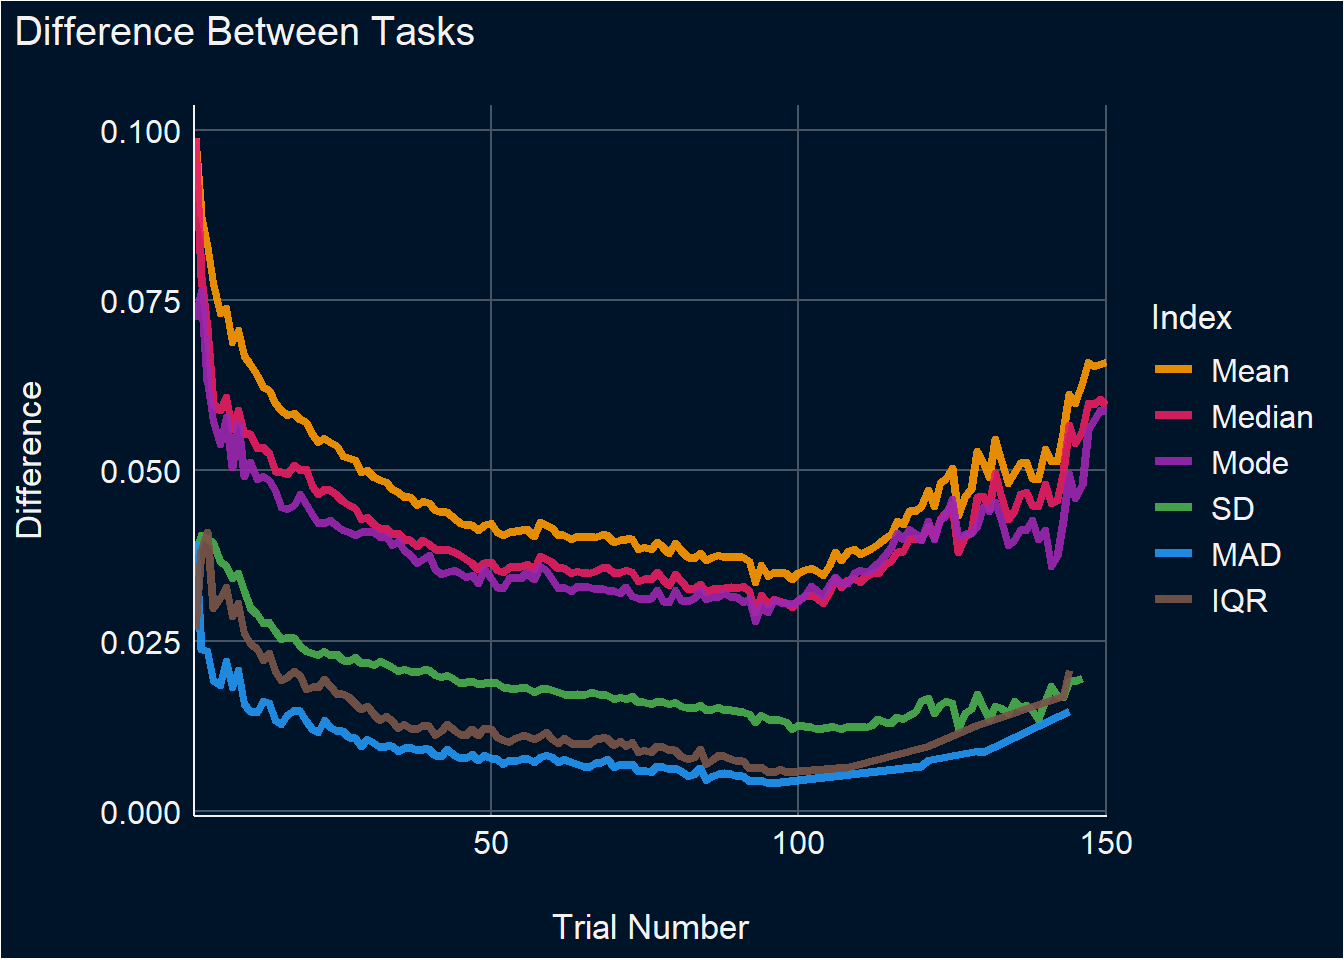 Difference Between Tasks
0.100
0.075
0.050
0.025
0.000
Difference
50 100 150
Trial Number
Index
Mean
Median
Mode
SD
MAD
IQR